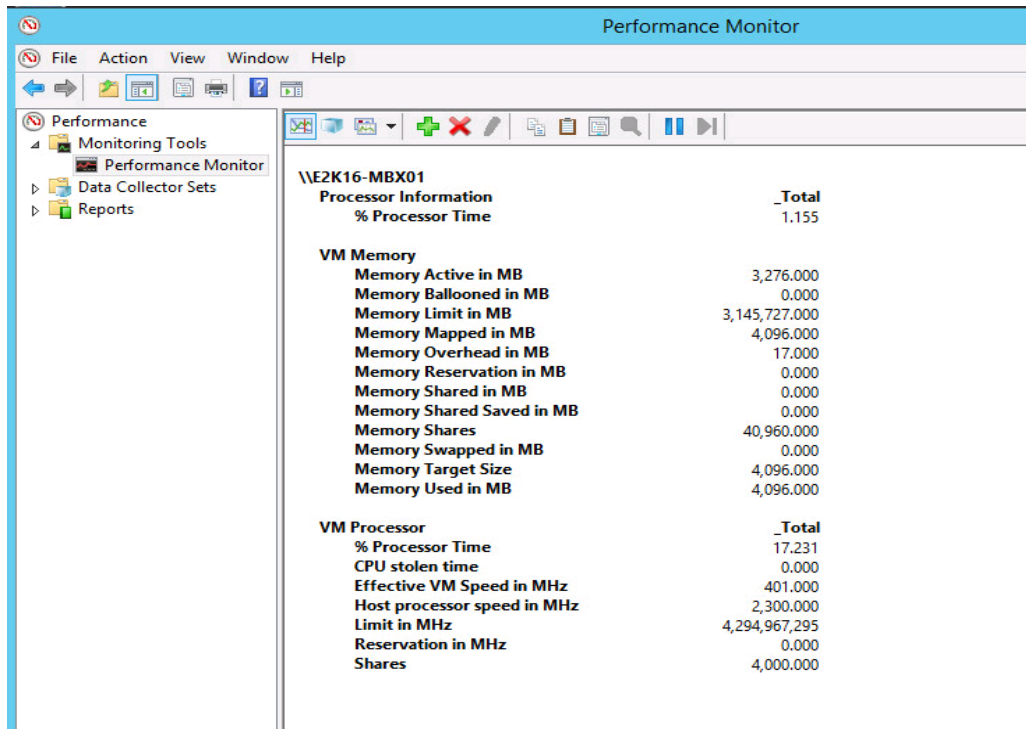 Performance Monitor
File Action View Window Help
Performance
Monitoring Tools
Performance Monitor
Data Collector Sets
Reports
\\E2K16-MBX01
Processor Information _Total
% Processor Time 1.155
VM Memory
Memory Active in MB 3,276.000
Memory Ballooned in MB 0.000
Memory Limit in MB 3,145,727.000
Memory Mapped in MB 4,096.000
Memory Overhead in MB 17.000
Memory Reservation in MB 0.000
Memory Shared in MB 0.000
Memory Shared Saved in MB 0.000
Memory Shares 40,960.000
Memory Swapped in MB 0.000
Memory Target Size 4,096.000
Memory Used in MB 4,096.000
VM Processor _Total
% Processor Time 17.231
CPU stolen time 0.000
Effective VM Speed in MHz 401.000
Host processor speed in MHz 2,300.000
Limit in MHz 4,294,967,295
Reservation in MHz 0.000
Shares 4,000.000